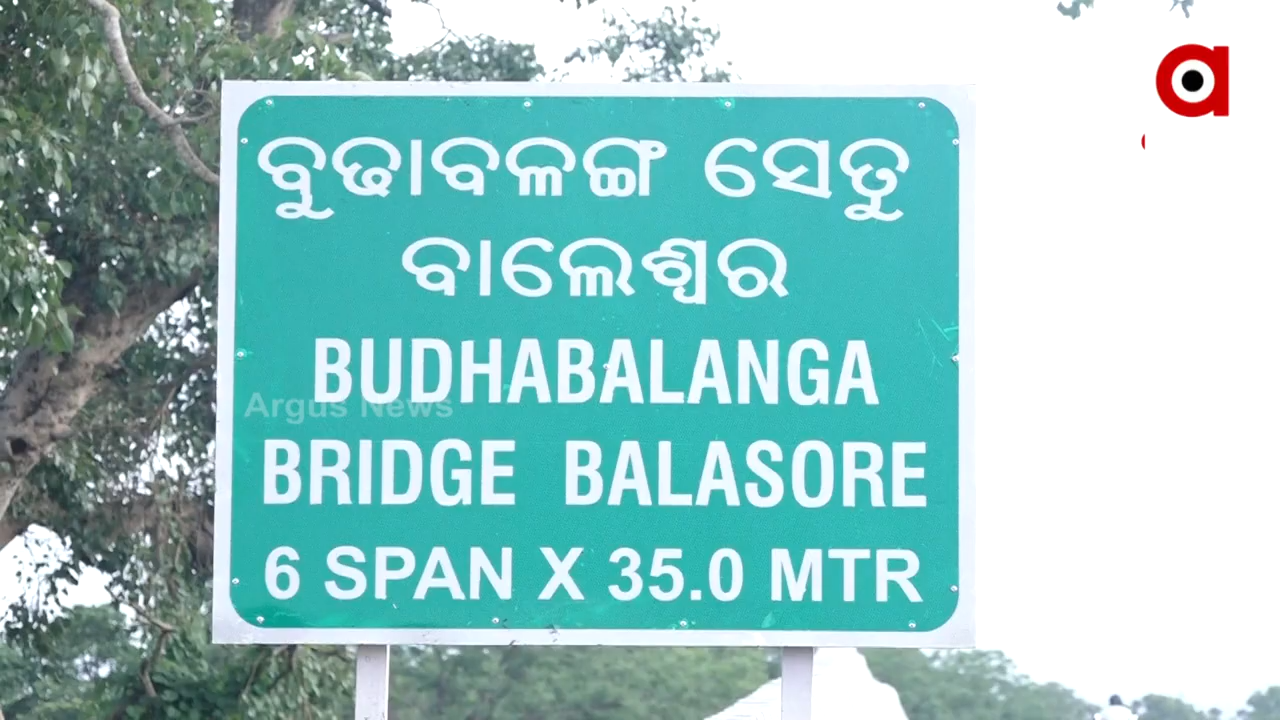 ବୁଢାବଳଙ୍ଗ ସେତୁ
ବାଲେଶ୍ୱର
BUDHABALANGA
Argus News
BRIDGE BALASORE
6 SPAN X 35.0 MTR